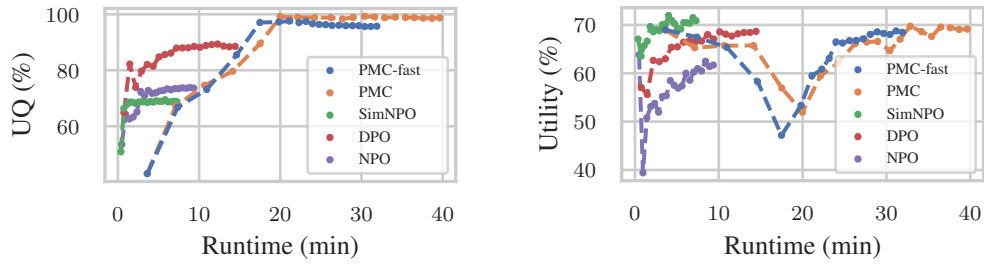 UQ (%)
100
80
60
0
10
20
30
40
Runtime (min)
PMC-fast
PMC
SimNPO
DPO
NPO
Utility (%)
70
60
50
40
0
10
20
30
40
Runtime (min)
PMC-fast
PMC
SimNPO
DPO
NPO